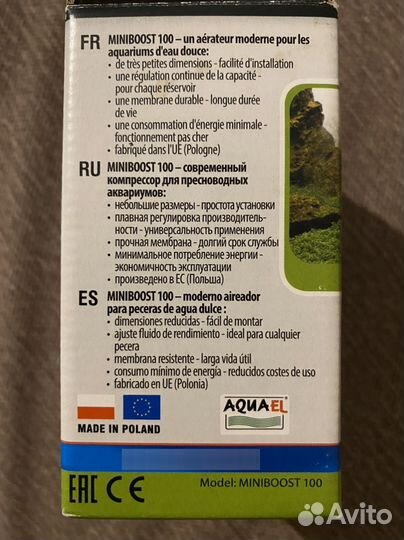 FR MINIBOOST 100 – un aérateur moderne pour les
aquariums d'eau douce:
• de très petites dimensions - facilité d'installation
• une régulation continue de la capacité -
pour chaque réservoir
• une membrane durable - longue durée
de vie
• une consommation d'énergie minimale -
fonctionnement pas cher
• fabriqué dans l'UE (Pologne)
RU MINIBOOST 100 – современный
компрессор для пресноводных
аквариумов:
• небольшие размеры - простота установки
• плавная регулировка производитель-
ности - универсальность применения
• прочная мембрана - долгий срок службы
• минимальное потребление энергии -
экономичность эксплуатации
• произведено в ЕС (Польша)
ES MINIBOOST 100 – moderno aireador
para peceras de agua dulce :
• dimensiones reducidas - fácil de montar
• ajuste fluido de rendimiento - ideal para cualquier
pecera
• membrana resistente - larga vida útil
• consumo mínimo de energía - reducidos costes de uso
• fabricado en UE (Polonia)
MADE IN POLAND
AQUAEL
EAC CE
Model: MINIBOOST 100
Avito